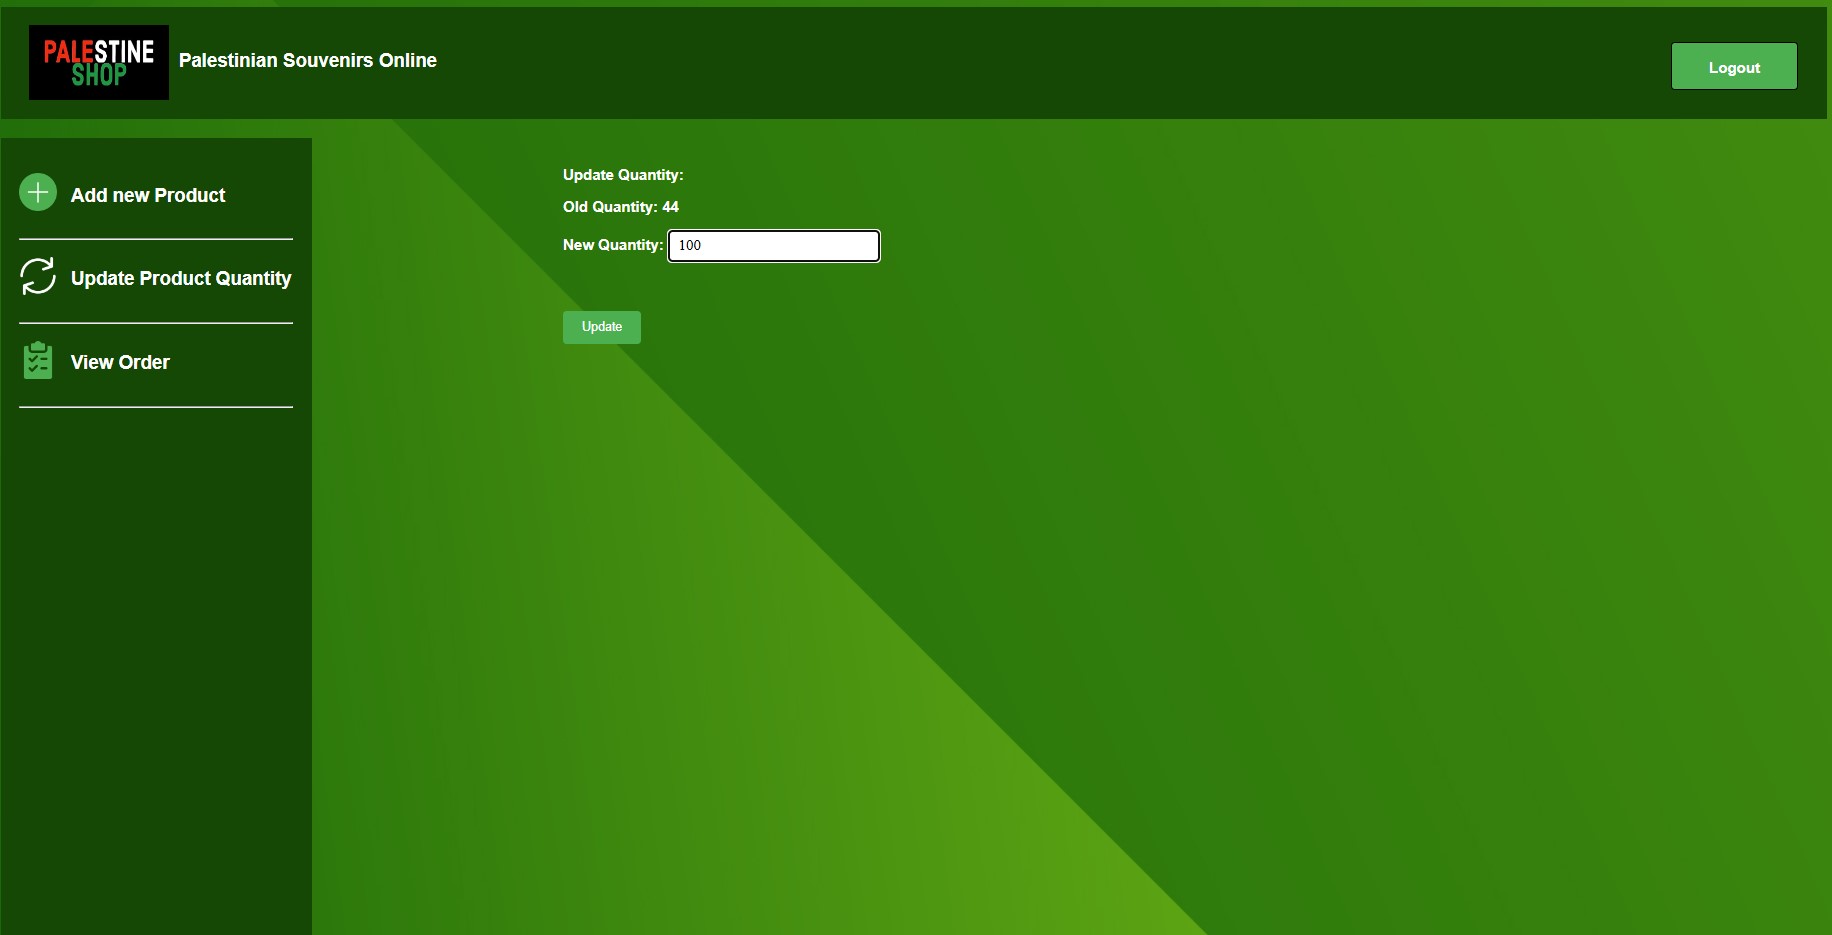 PALESTINE
SHOP
Palestinian Souvenirs Online
Logout
Add new Product
Update Product Quantity
View Order
Update Quantity:
Old Quantity: 44
New Quantity: 100
Update